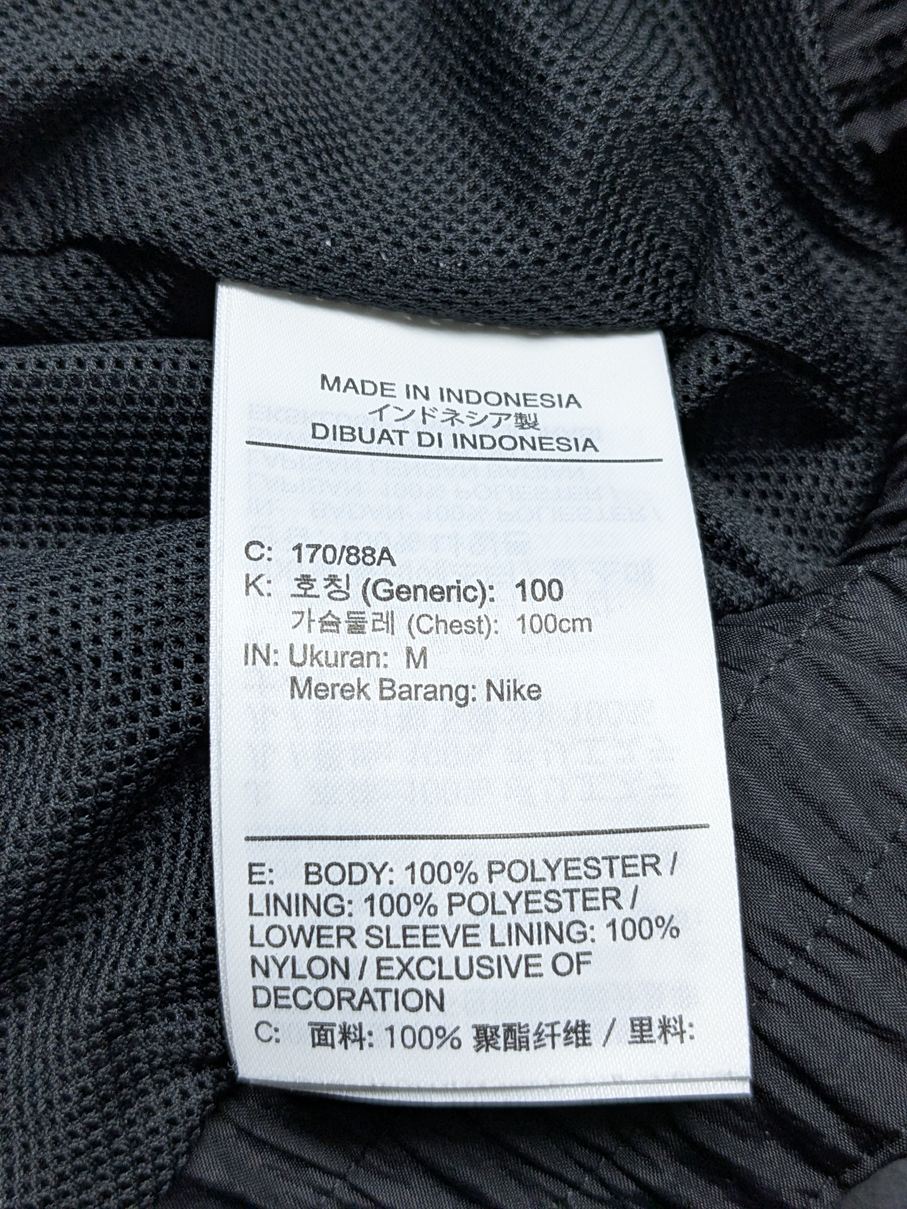 MADE IN INDONESIA
インドネシア製
DIBUAT DI INDONESIA
C: 170/88A
K: 호칭 (Generic): 100
가슴둘레 (Chest): 100cm
IN: Ukuran: M
Merek Barang: Nike
E: BODY: 100% POLYESTER /
LINING: 100% POLYESTER /
LOWER SLEEVE LINING: 100%
NYLON / EXCLUSIVE OF
DECORATION
C: 面料: 100% 聚酯纤维 / 里料: